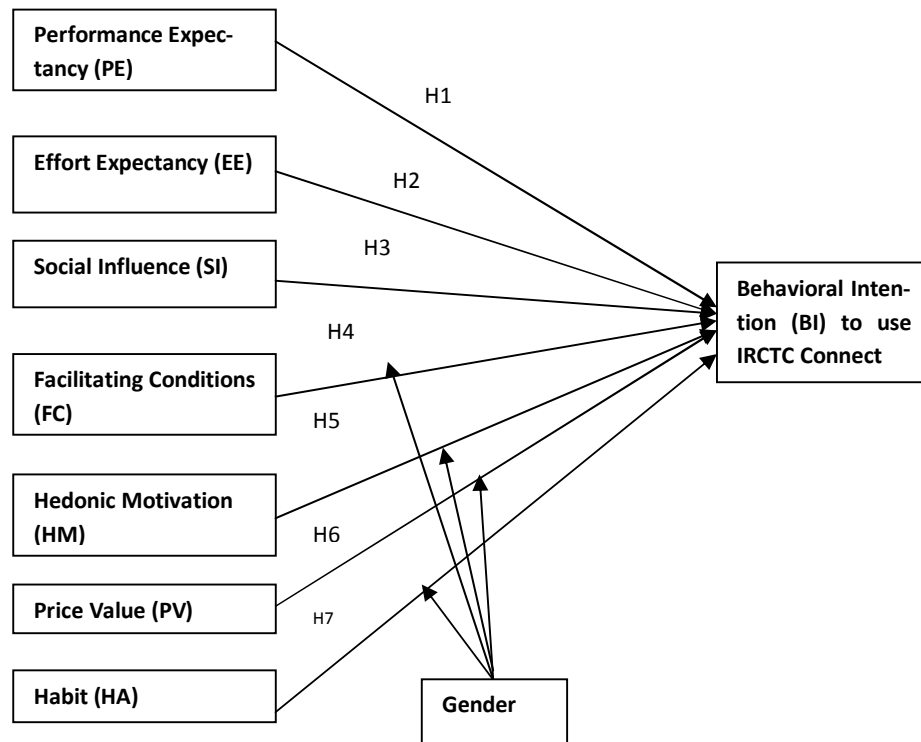 Performance Expec-
tancy (PE)
H1
Effort Expectancy (EE)
H2
H3
Social Influence (SI)
Behavioral Inten-
tion (BI) to use
IRCTC Connect
H4
Facilitating Conditions
(FC)
H5
Hedonic Motivation
(HM)
H6
Price Value (PV)
H7
Habit (HA)
Gender